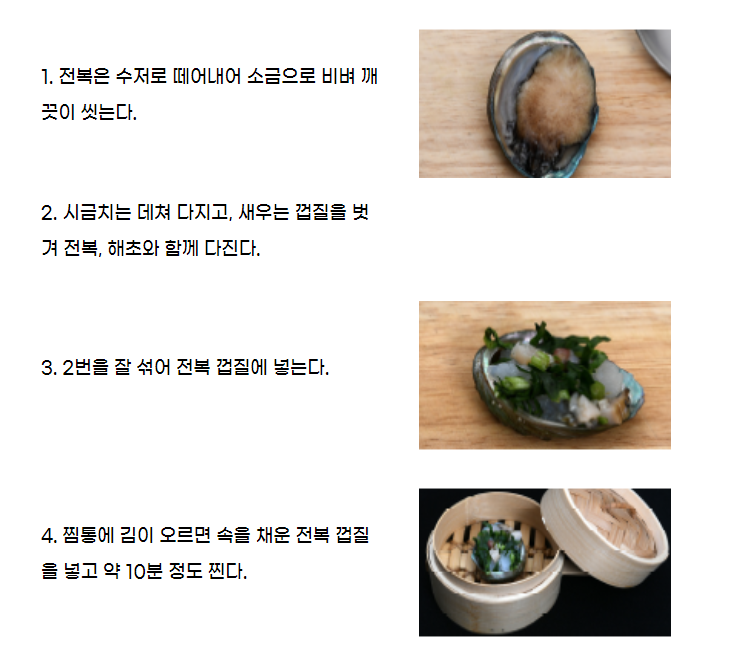 1. 전복은 수저로 떼어내어 소금으로 비벼 깨
끗이 씻는다.
2. 시금치는 데쳐 다지고, 새우는 껍질을 벗
겨 전복, 해초와 함께 다진다.
3. 2번을 잘 섞어 전복 껍질에 넣는다.
4. 찜통에 김이 오르면 속을 채운 전복 껍질
을 넣고 약 10분 정도 찐다.